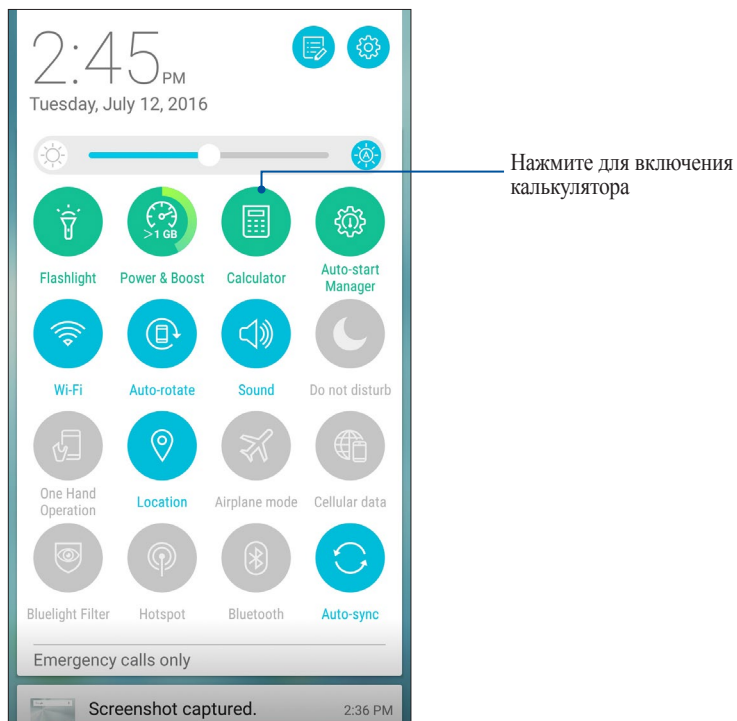 2:45 PM
Tuesday, July 12, 2016
A
Нажмите для включения
калькулятора
>1 GB
Flashlight
Power & Boost
Calculator
Auto-start
Manager
Wi-Fi
Auto-rotate
Sound
Do not disturb
One Hand
Operation
Location
Airplane mode
Cellular data
Bluelight Filter
Hotspot
Bluetooth
Auto-sync
Emergency calls only
Screenshot captured.
2:36 PM